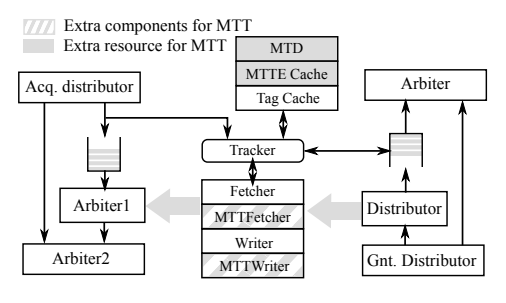 Extra components for MTT
Extra resource for MTT
MTD
MTTE Cache
Tag Cache
Acq. distributor
Arbiter
Tracker
Fetcher
MTTFetcher
Writer
MTTWriter
Arbiter1
Arbiter2
Distributor
Gnt. Distributor